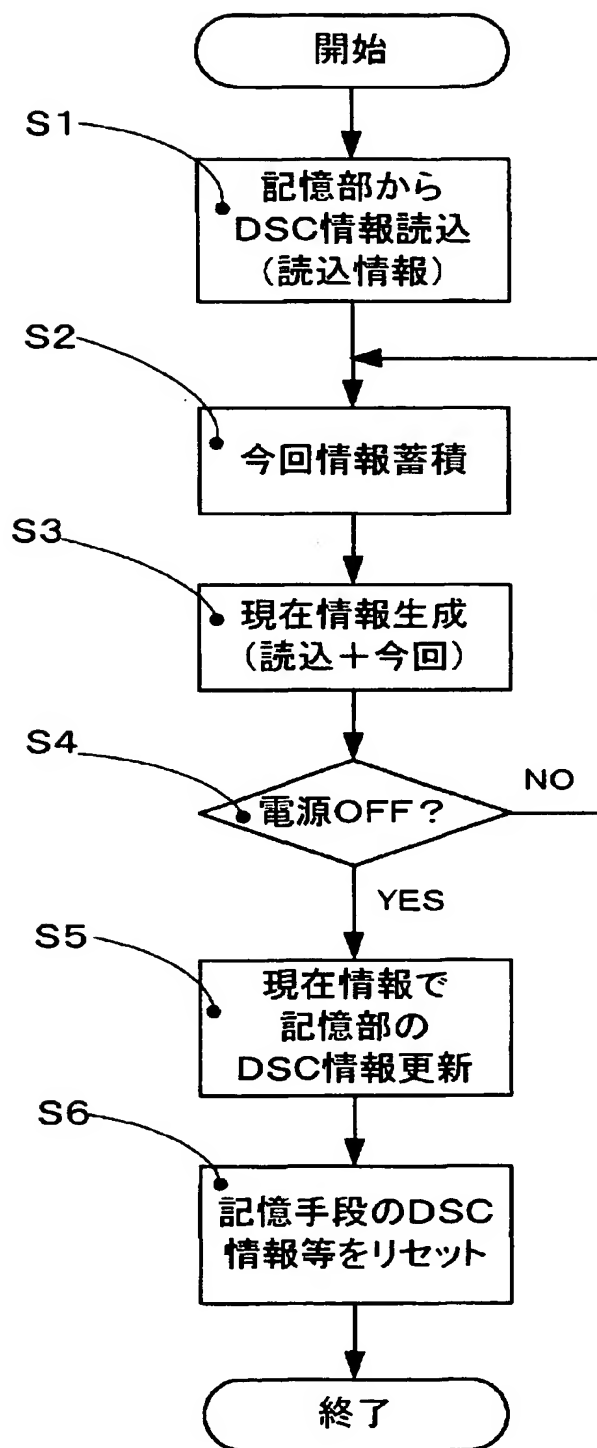 開始
S1
記憶部から
DSC情報読込
(読込情報)
S2
今回情報蓄積
S3
現在情報生成
(読込+今回)
S4
電源OFF?
NO
YES
S5
現在情報で
記憶部の
DSC情報更新
S6
記憶手段のDSC
情報等をリセット
終了